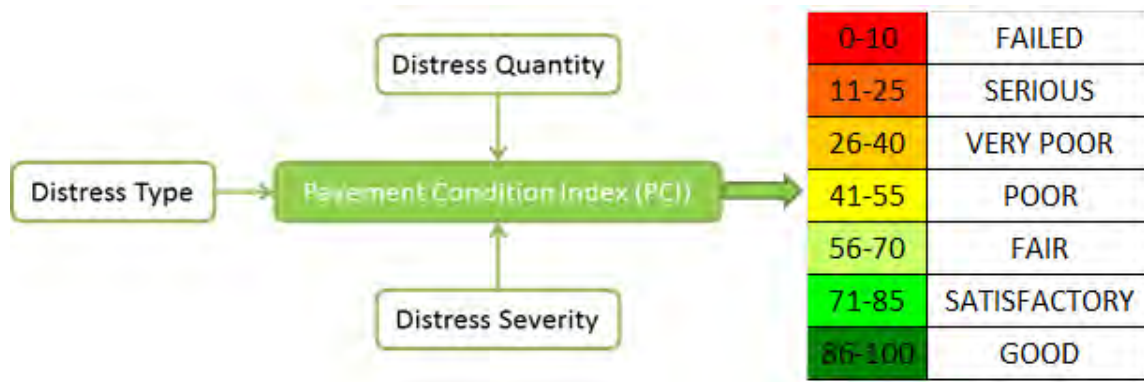 Distress Quantity
Distress Type
Pavement Condition Index (PCI)
Distress Severity
0-10 FAILED
11-25 SERIOUS
26-40 VERY POOR
41-55 POOR
56-70 FAIR
71-85 SATISFACTORY
86-100 GOOD